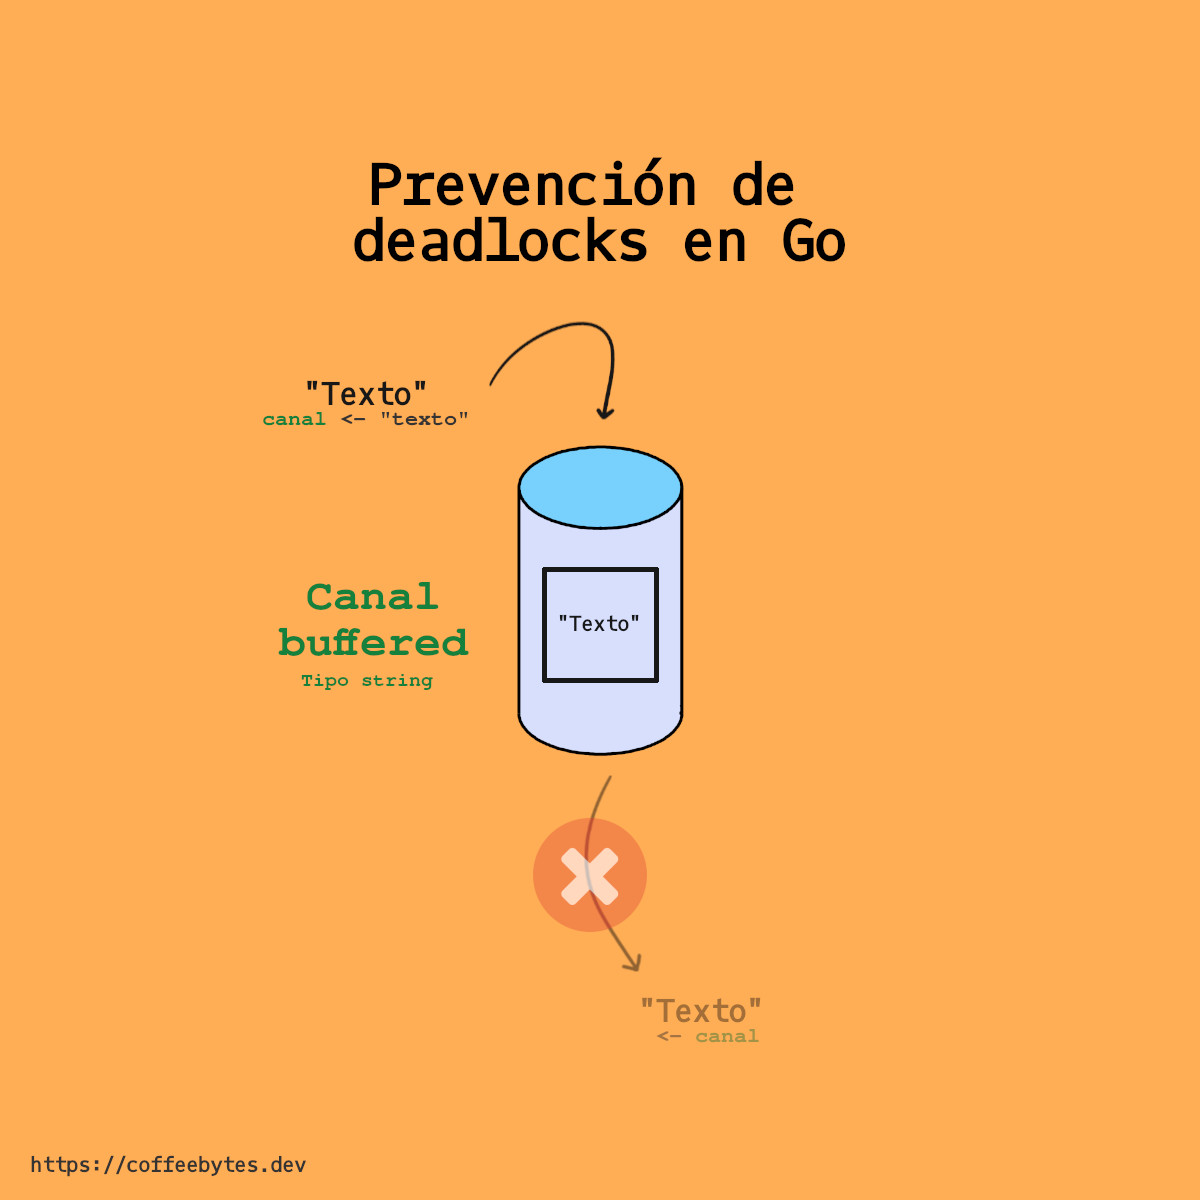 Prevención de
deadlocks en Go
"Texto"
canal <- "texto"
Canal
buffered
Tipo string
"Texto"
"Texto"
<- canal
https://coffeebytes.dev